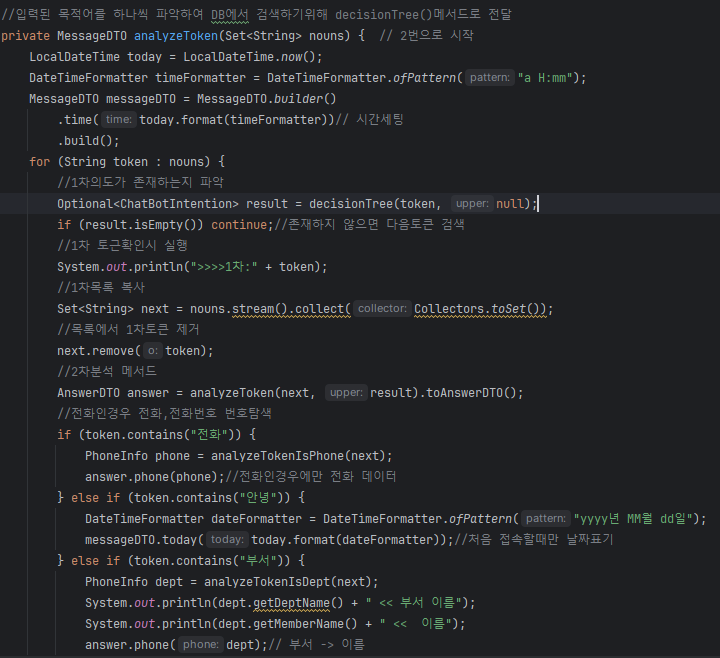 //입력된 목적어를 하나씩 파악하여 DB에서 검색하기위해 decisionTree()메서드로 전달
private MessageDTO analyzeToken(Set<String> nouns) {  // 2번으로 시작
    LocalDateTime today = LocalDateTime.now();
    DateTimeFormatter timeFormatter = DateTimeFormatter.ofPattern( pattern: "a H:mm");
    MessageDTO messageDTO = MessageDTO.builder()
        .time( time: today.format(timeFormatter))// 시간세팅
        .build();
    for (String token : nouns) {
        //1차의도가 존재하는지 파악
        Optional<ChatBotIntention> result = decisionTree(token, upper: null);
        if (result.isEmpty()) continue;//존재하지 않으면 다음토큰 검색
        //1차 토근확인시 실행
        System.out.println(">>>>1차:" + token);
        //1차목록 복사
        Set<String> next = nouns.stream().collect( collector: Collectors.toSet());
        //목록에서 1차토큰 제거
        next.remove( o: token);
        //2차분석 메서드
        AnswerDTO answer = analyzeToken(next, upper: result).toAnswerDTO();
        //전화인경우 전화,전화번호 번호탐색
        if (token.contains("전화")) {
            PhoneInfo phone = analyzeTokenIsPhone(next);
            answer.phone(phone);//전화인경우에만 전화 데이터
        } else if (token.contains("안녕")) {
            DateTimeFormatter dateFormatter = DateTimeFormatter.ofPattern( pattern: "yyyy년 MM월 dd일");
            messageDTO.today( today: today.format(dateFormatter));//처음 접속할때만 날짜표기
        } else if (token.contains("부서")) {
            PhoneInfo dept = analyzeTokenIsDept(next);
            System.out.println(dept.getDeptName() + " << 부서 이름");
            System.out.println(dept.getMemberName() + " <<  이름");
            answer.phone( phone: dept);// 부서 -> 이름